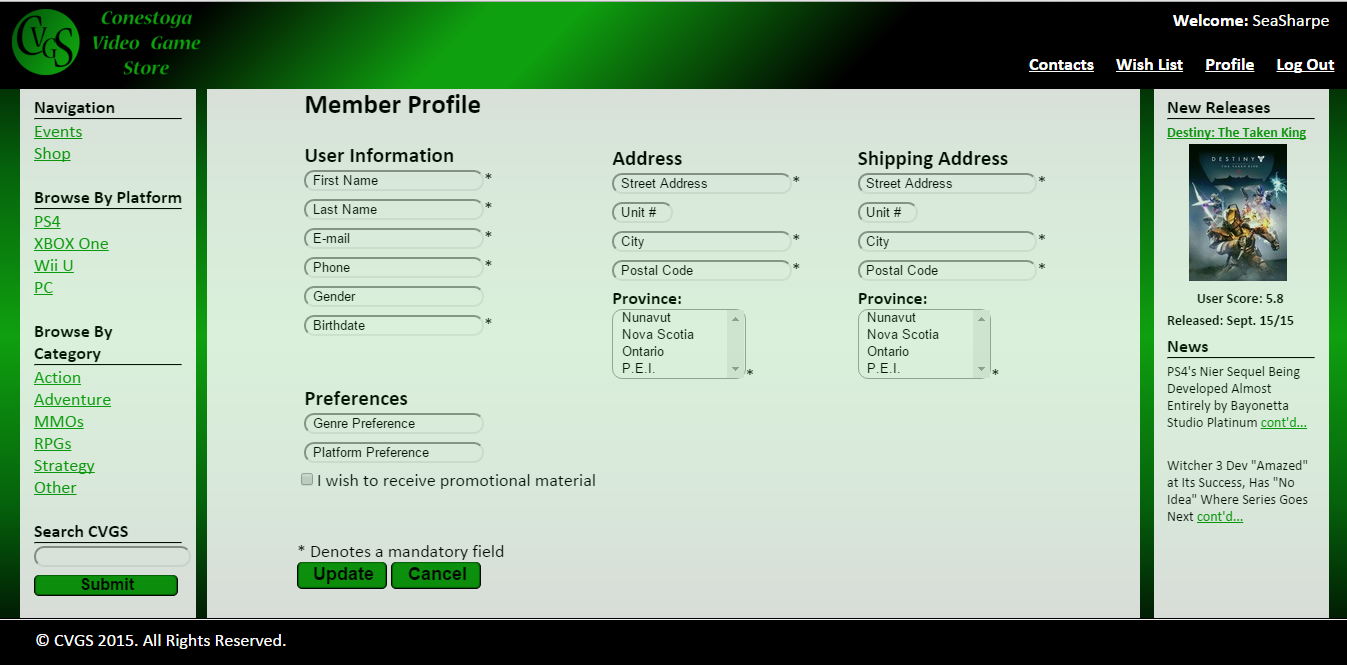 CVGS
Conestoga
Video Game
Store
Welcome: SeaSharpe
Contacts Wish List Profile Log Out
Navigation
Events
Shop
Browse By Platform
PS4
XBOX One
Wii U
PC
Browse By
Category
Action
Adventure
MMOs
RPGs
Strategy
Other
Search CVGS
Submit
Member Profile
User Information
First Name *
Last Name *
E-mail *
Phone *
Gender
Birthdate *
Address
Street Address *
Unit #
City *
Postal Code *
Province:
Nunavut
Nova Scotia
Ontario
P.E.I. *
Shipping Address
Street Address *
Unit #
City *
Postal Code *
Province:
Nunavut
Nova Scotia
Ontario
P.E.I. *
Preferences
Genre Preference
Platform Preference
I wish to receive promotional material
* Denotes a mandatory field
Update Cancel
New Releases
Destiny: The Taken King
DESTINY
THE TAKEN KING
User Score: 5.8
Released: Sept. 15/15
News
PS4's Nier Sequel Being
Developed Almost
Entirely by Bayonetta
Studio Platinum cont'd...
Witcher 3 Dev "Amazed"
at Its Success, Has "No
Idea" Where Series Goes
Next cont'd...
© CVGS 2015. All Rights Reserved.